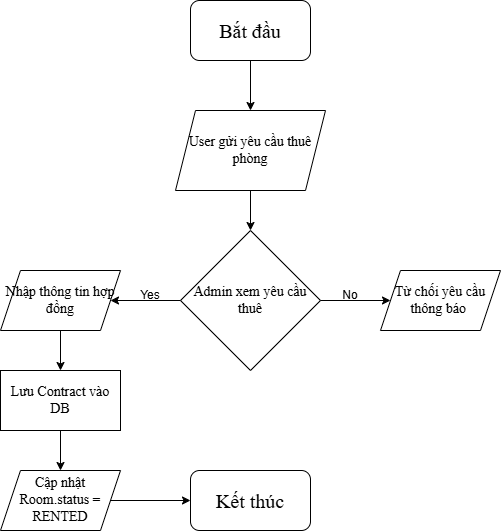 Bắt đầu
User gửi yêu cầu thuê
phòng
Nhập thông tin hợp
đồng
Yes
Admin xem yêu cầu
thuê
No
Từ chối yêu cầu
thông báo
Lưu Contract vào
DB
Cập nhật
Room.status =
RENTED
Kết thúc